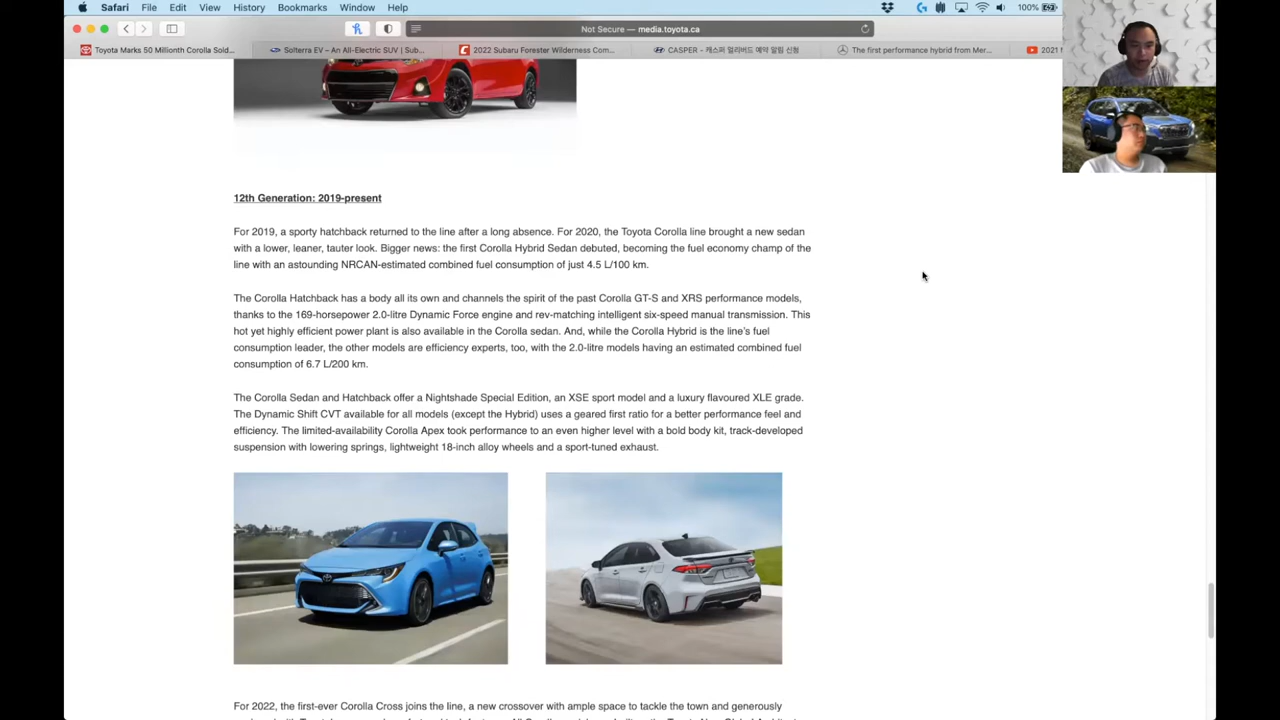 Safari File Edit View History Bookmarks Window Help 100%
Not Secure — media.toyota.ca
Toyota Marks 50 Millionth Corolla Sold... Solterra EV – An All-Electric SUV | Sub... 2022 Subaru Forester Wilderness Com... CASPER - 캐스퍼 얼리버드 예약 알림 신청 The first performance hybrid from Mer... 2021 M
12th Generation: 2019-present
For 2019, a sporty hatchback returned to the line after a long absence. For 2020, the Toyota Corolla line brought a new sedan
with a lower, leaner, tauter look. Bigger news: the first Corolla Hybrid Sedan debuted, becoming the fuel economy champ of the
line with an astounding NRCAN-estimated combined fuel consumption of just 4.5 L/100 km.
The Corolla Hatchback has a body all its own and channels the spirit of the past Corolla GT-S and XRS performance models,
thanks to the 169-horsepower 2.0-litre Dynamic Force engine and rev-matching intelligent six-speed manual transmission. This
hot yet highly efficient power plant is also available in the Corolla sedan. And, while the Corolla Hybrid is the line's fuel
consumption leader, the other models are efficiency experts, too, with the 2.0-litre models having an estimated combined fuel
consumption of 6.7 L/200 km.
The Corolla Sedan and Hatchback offer a Nightshade Special Edition, an XSE sport model and a luxury flavoured XLE grade.
The Dynamic Shift CVT available for all models (except the Hybrid) uses a geared first ratio for a better performance feel and
efficiency. The limited-availability Corolla Apex took performance to an even higher level with a bold body kit, track-developed
suspension with lowering springs, lightweight 18-inch alloy wheels and a sport-tuned exhaust.
For 2022, the first-ever Corolla Cross joins the line, a new crossover with ample space to tackle the town and generously